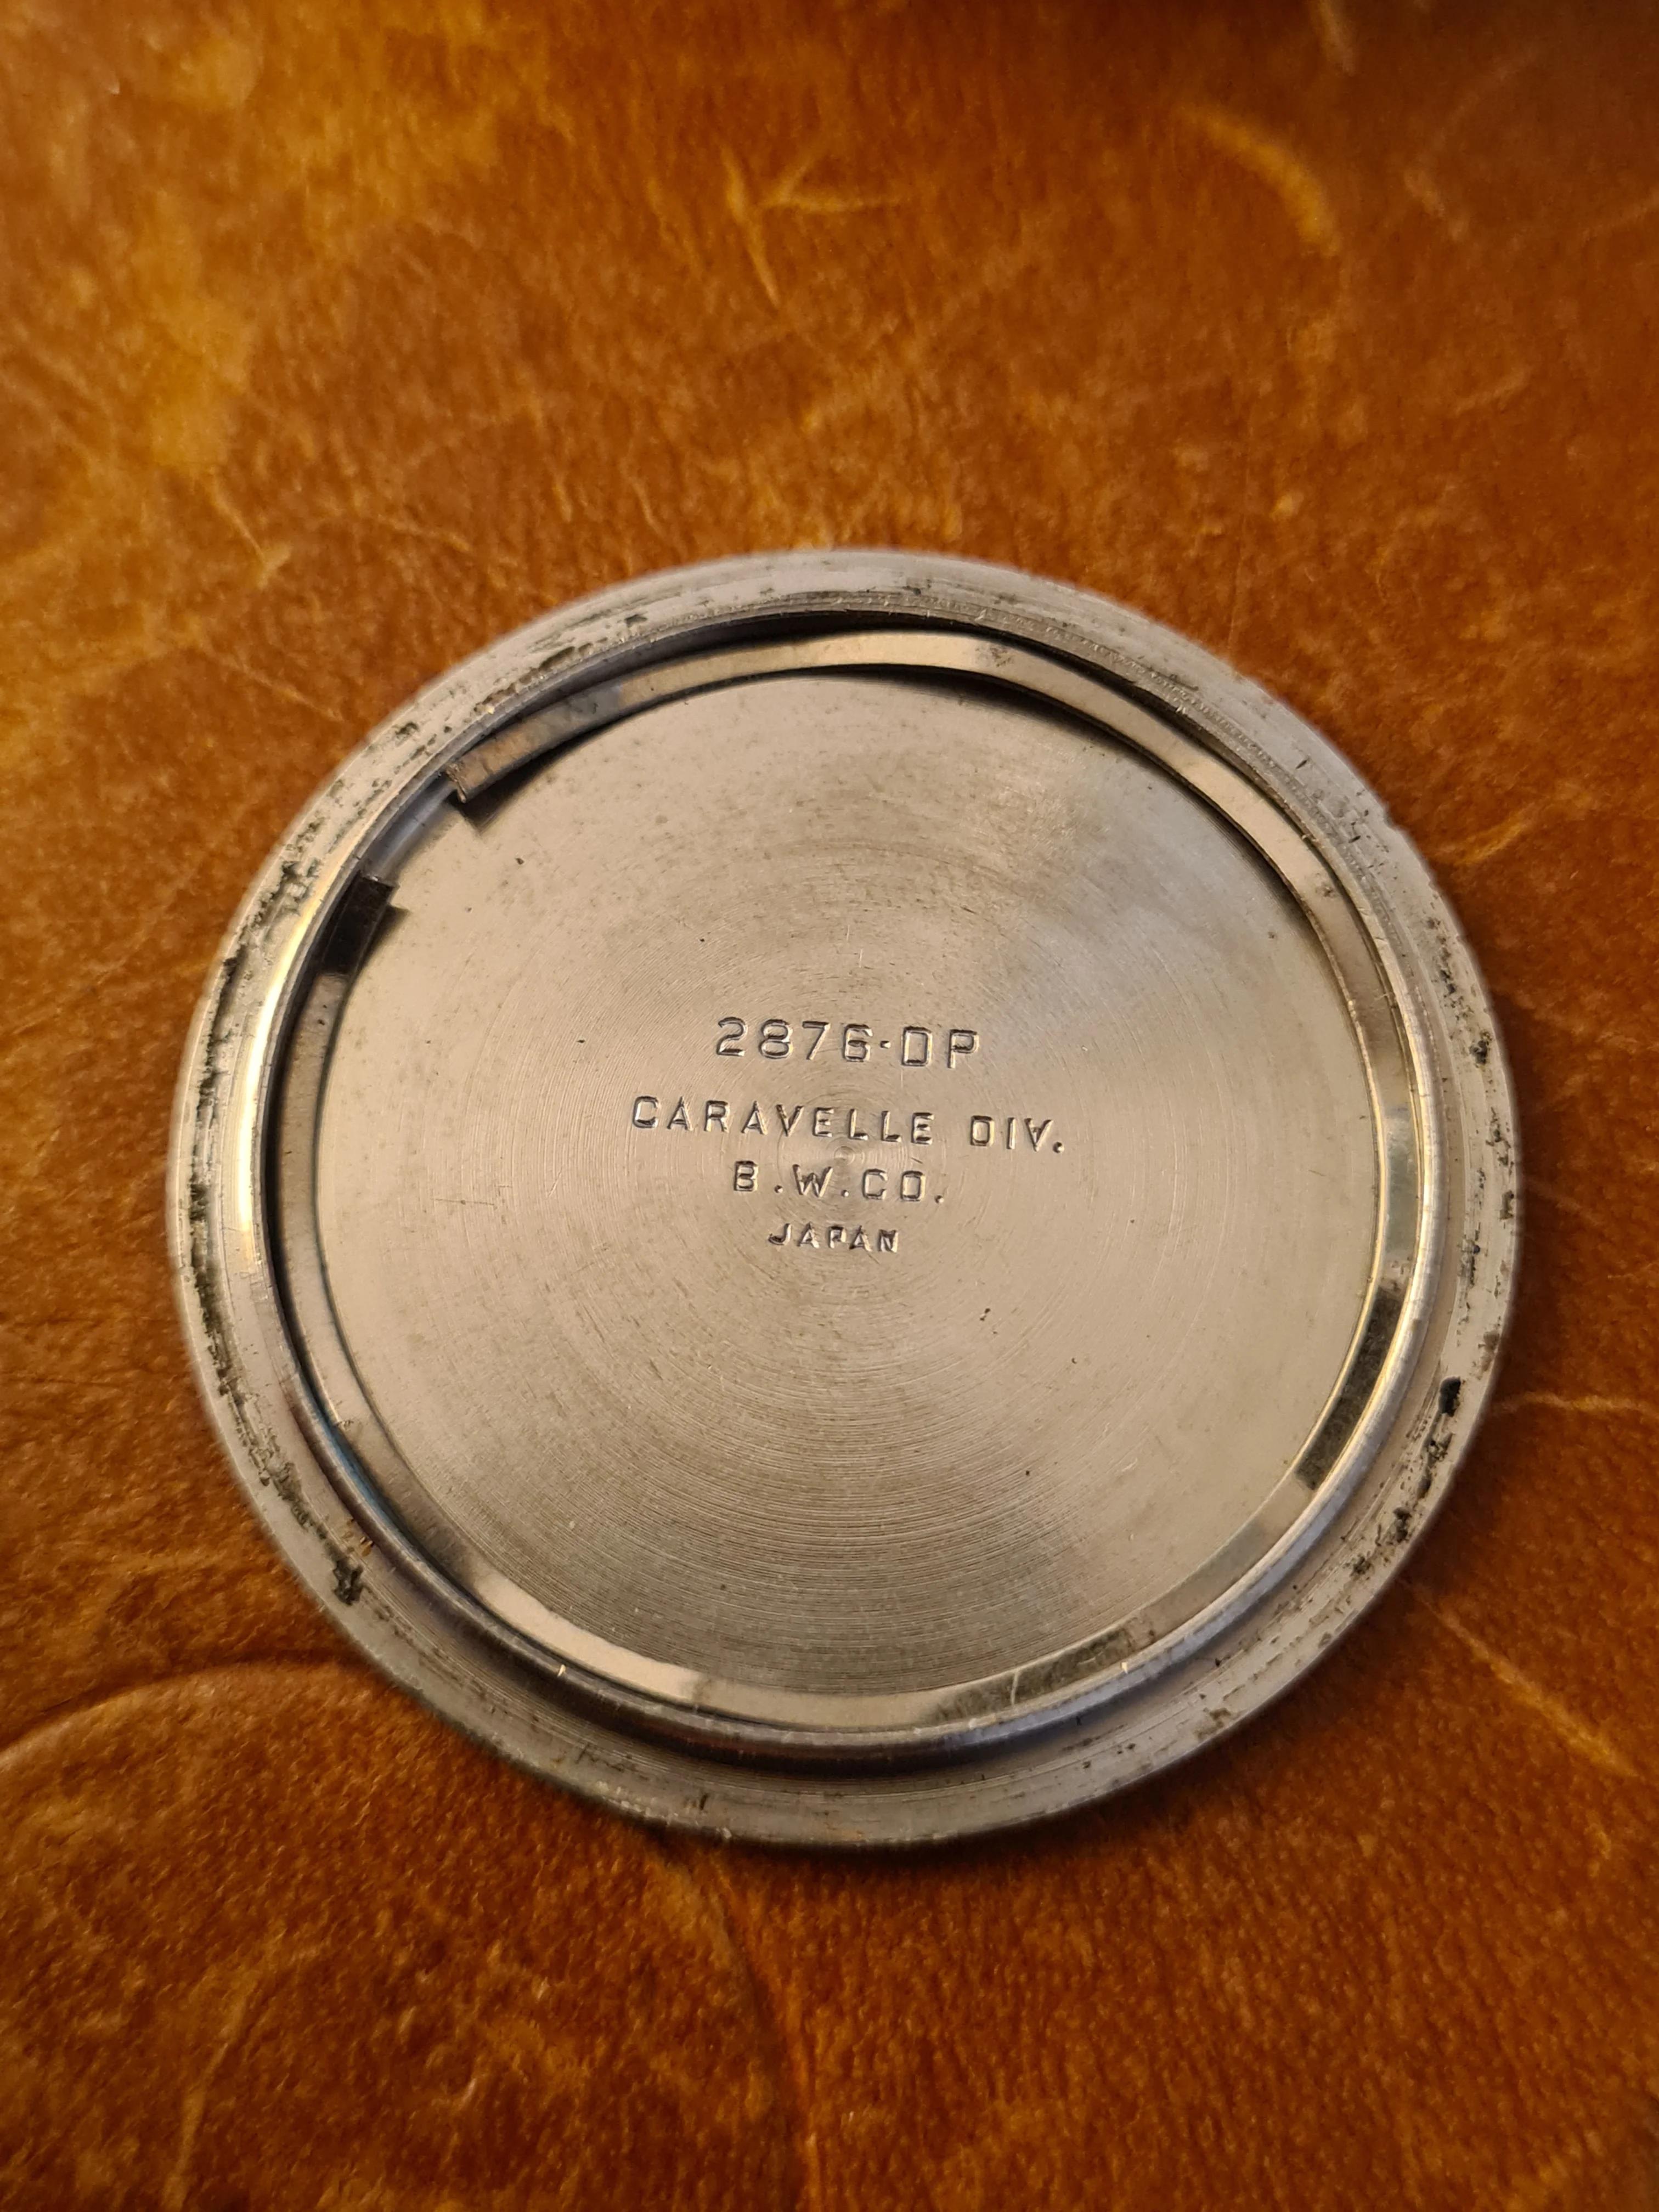 2876·DP
CARAVELLE DIV.
B.W.CO.
JAPAN